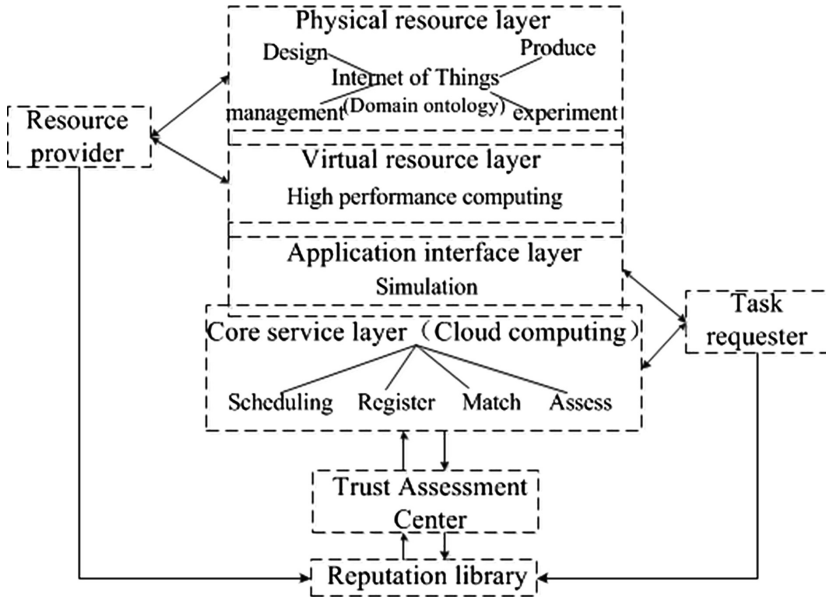 Physical resource layer
Design
Produce
Internet of Things
management
(Domain ontology)
experiment
Resource
provider
Virtual resource layer
High performance computing
Application interface layer
Simulation
Task
requester
Core service layer（Cloud computing）
Scheduling Register Match Assess
Trust Assessment
Center
Reputation library